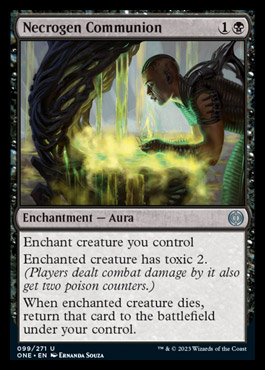 Necrogen Communion 1
Enchantment — Aura
Enchant creature you control
Enchanted creature has toxic 2.
(Players dealt combat damage by it also
get two poison counters.)
When enchanted creature dies,
return that card to the battlefield
under your control.
099/271 U
ONE • EN Ernanda Souza
™ & © 2023 Wizards of the Coast